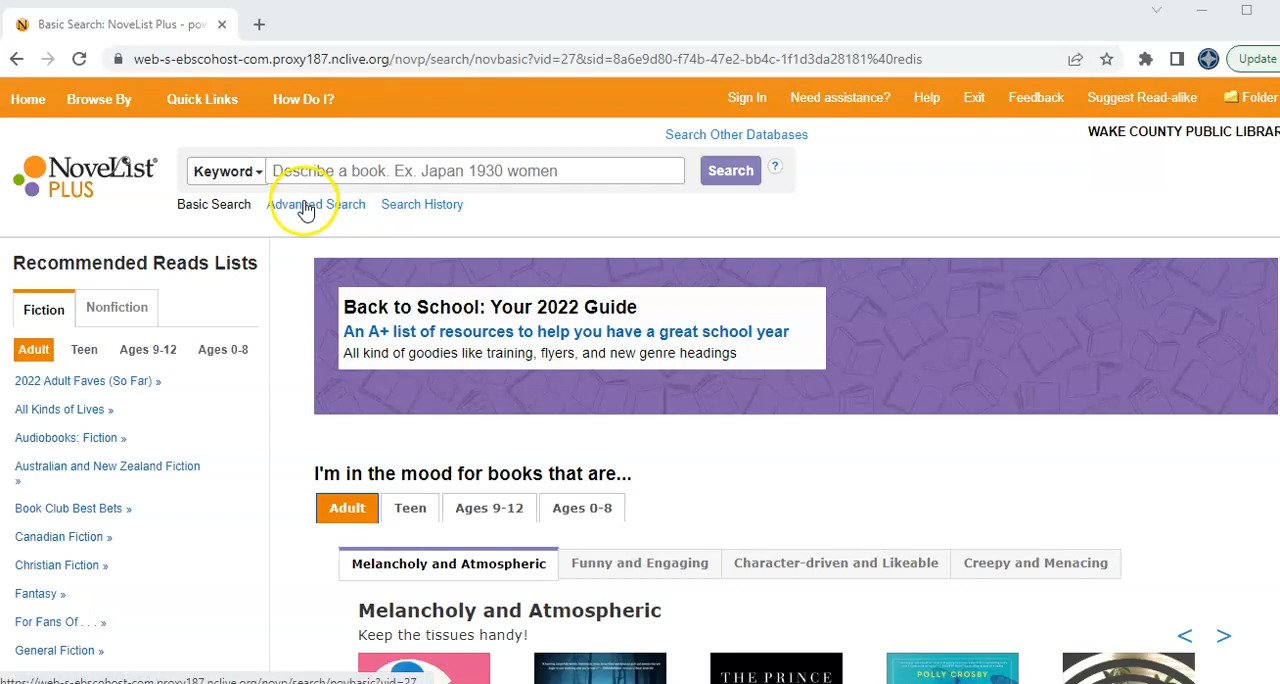 Basic Search: NoveList Plus - pow
web-s-ebscohost-com.proxy187.nclive.org/novp/search/novbasic?vid=27&sid=8a6e9d80-f74b-47e2-bb4c-1f1d3da28181%40redis
Update
Home Browse By Quick Links How Do I? Sign In Need assistance? Help Exit Feedback Suggest Read-alike Folder
Search Other Databases
WAKE COUNTY PUBLIC LIBRAR
NoveList PLUS
Keyword Describe a book. Ex. Japan 1930 women Search ?
Basic Search Advanced Search Search History
Recommended Reads Lists
Fiction Nonfiction
Adult Teen Ages 9-12 Ages 0-8
2022 Adult Faves (So Far) »
All Kinds of Lives »
Audiobooks: Fiction »
Australian and New Zealand Fiction
»
Book Club Best Bets »
Canadian Fiction »
Christian Fiction »
Fantasy »
For Fans Of . . . »
General Fiction »
Back to School: Your 2022 Guide
An A+ list of resources to help you have a great school year
All kind of goodies like training, flyers, and new genre headings
I'm in the mood for books that are...
Adult Teen Ages 9-12 Ages 0-8
Melancholy and Atmospheric Funny and Engaging Character-driven and Likeable Creepy and Menacing
Melancholy and Atmospheric
Keep the tissues handy!
< >
THE PRINCE
POLLY CROSBY
https://web-s-ebscohost-com.proxy187.nclive.org/novp/search/novbasic?vid=27...